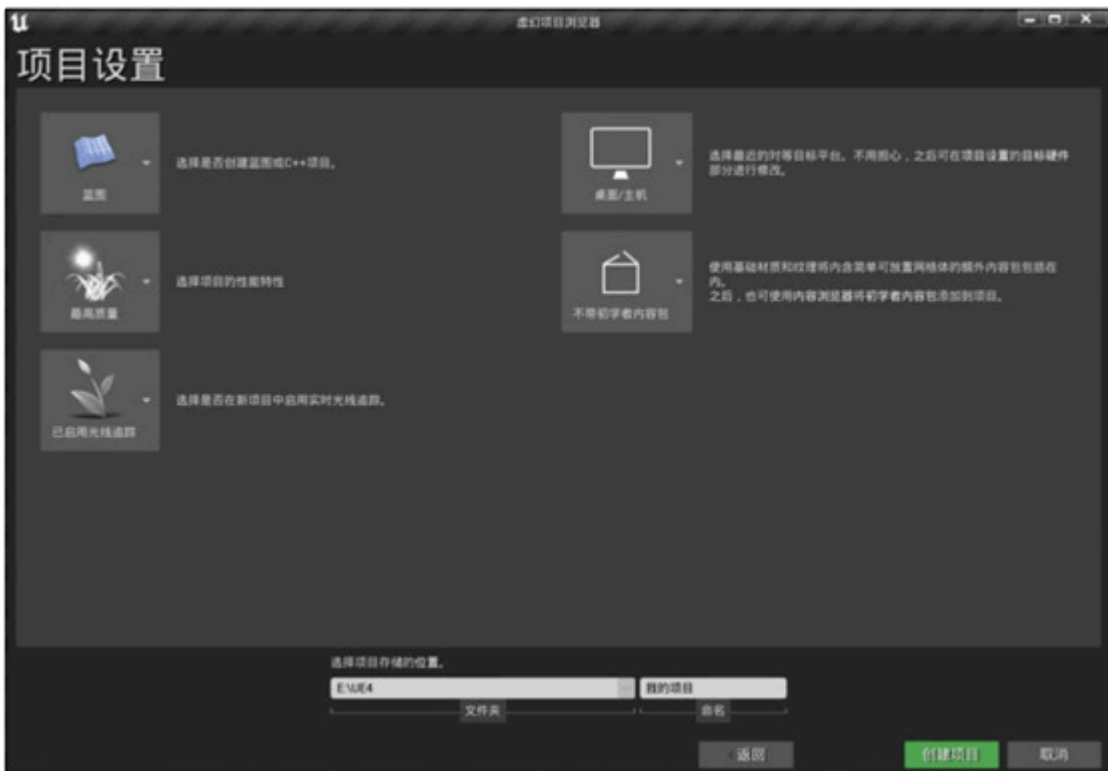 虚幻项目浏览器
项目设置
蓝图
选择是否创建蓝图或C++项目。
桌面/主机
选择最近的对等目标平台。不用担心，之后可在项目设置的目标硬件
部分进行修改。
最高质量
选择项目的性能特性
不带初学者内容包
使用基础材质和纹理将内含简单可放置网格体的额外内容包包括在
内。
之后，也可使用内容浏览器将初学者内容包添加到项目。
已启用光线追踪
选择是否在新项目中启用实时光线追踪。
选择项目存储的位置。
E:\UE4
我的项目
文件夹
命名
返回
创建项目
取消